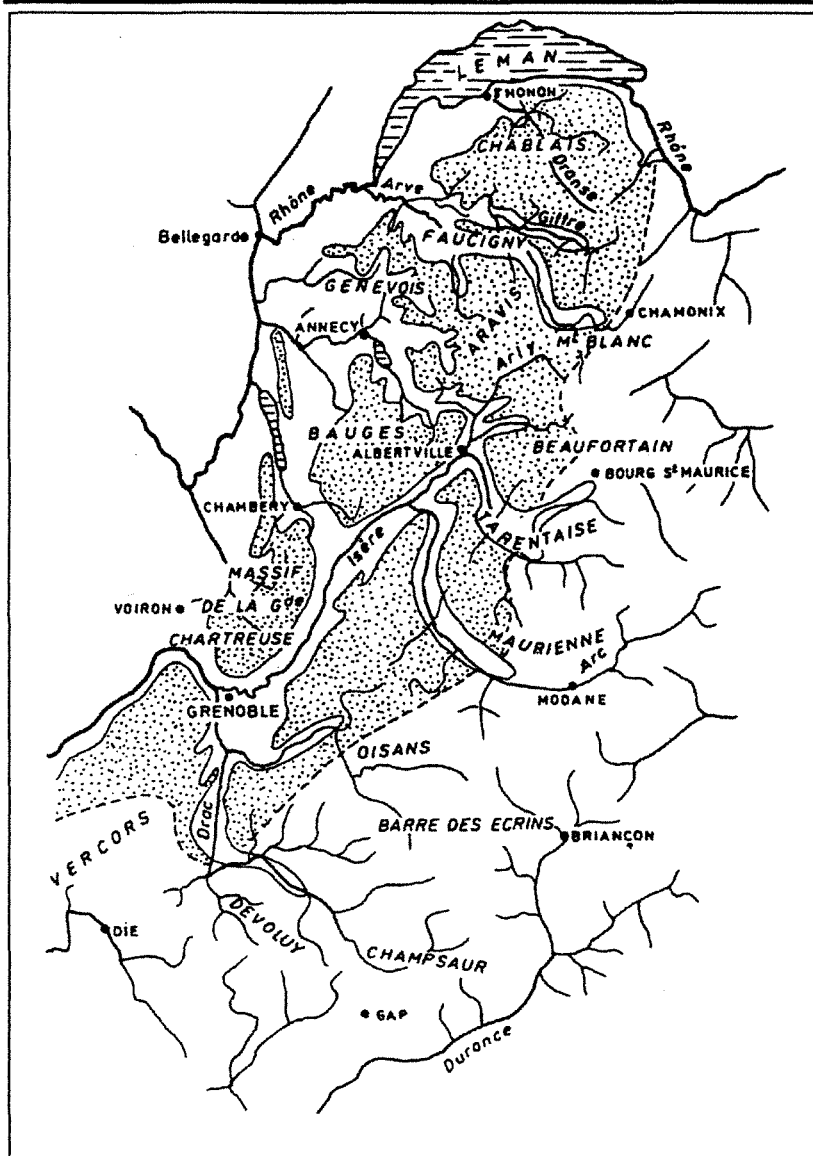 LEMAN
THONON
CHABLAIS
Dranse
Rhône
Rhône
Arve
Giffre
Bellegarde
FAUCIGNY
GENEVOIS
ANNECY
ARAVIS
CHAMONIX
Mt BLANC
Arly
BAUGES
ALBERTVILLE
BEAUFORTAIN
BOURG St MAURICE
CHAMBERY
TARENTAISE
Isère
MASSIF
VOIRON
DE LA Gde
CHARTREUSE
MAURIENNE
Arc
GRENOBLE
MODANE
OISANS
Drac
BARRE DES ECRINS
BRIANÇON
VERCORS
DIE
DEVOLUY
CHAMPSAUR
GAP
Durance